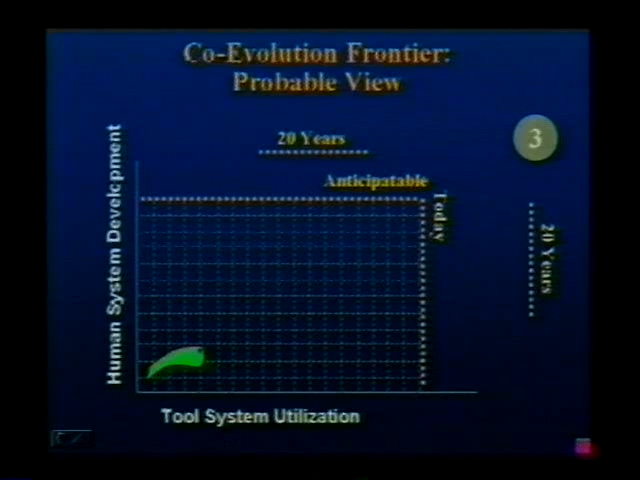 Co-Evolution Frontier:
Probable View
20 Years
3
Anticipatable
Today
20 Years
Human System Development
Tool System Utilization